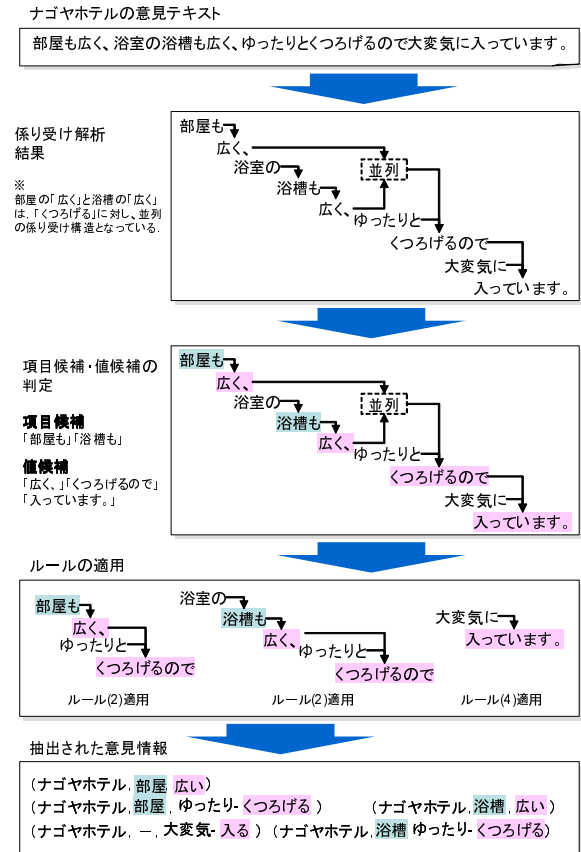 ナゴヤホテルの意見テキスト
部屋も広く、浴室の浴槽も広く、ゆったりとくつろげるので大変気に入っています。
係り受け解析
結果
※
部屋の「広く」と浴槽の「広く」
は、「くつろげる」に対し、並列
の係り受け構造となっている.
部屋も
広く、
浴室の
並列
浴槽も
広く、
ゆったりと
くつろげるので
大変気に
入っています。
項目候補・値候補の
判定
項目候補
「部屋も」「浴槽も」
値候補
「広く、」「くつろげるので」
「入っています。」
部屋も
広く、
浴室の
並列
浴槽も
広く、
ゆったりと
くつろげるので
大変気に
入っています。
ルールの適用
部屋も
広く、
ゆったりと
くつろげるので
ルール(2)適用
浴室の
浴槽も
広く、
ゆったりと
くつろげるので
ルール(2)適用
大変気に
入っています。
ルール(4)適用
抽出された意見情報
(ナゴヤホテル, 部屋, 広い)
(ナゴヤホテル, 部屋, ゆったり-くつろげる) (ナゴヤホテル, 浴槽, 広い)
(ナゴヤホテル, －, 大変気-入る) (ナゴヤホテル, 浴槽 ゆったり-くつろげる)